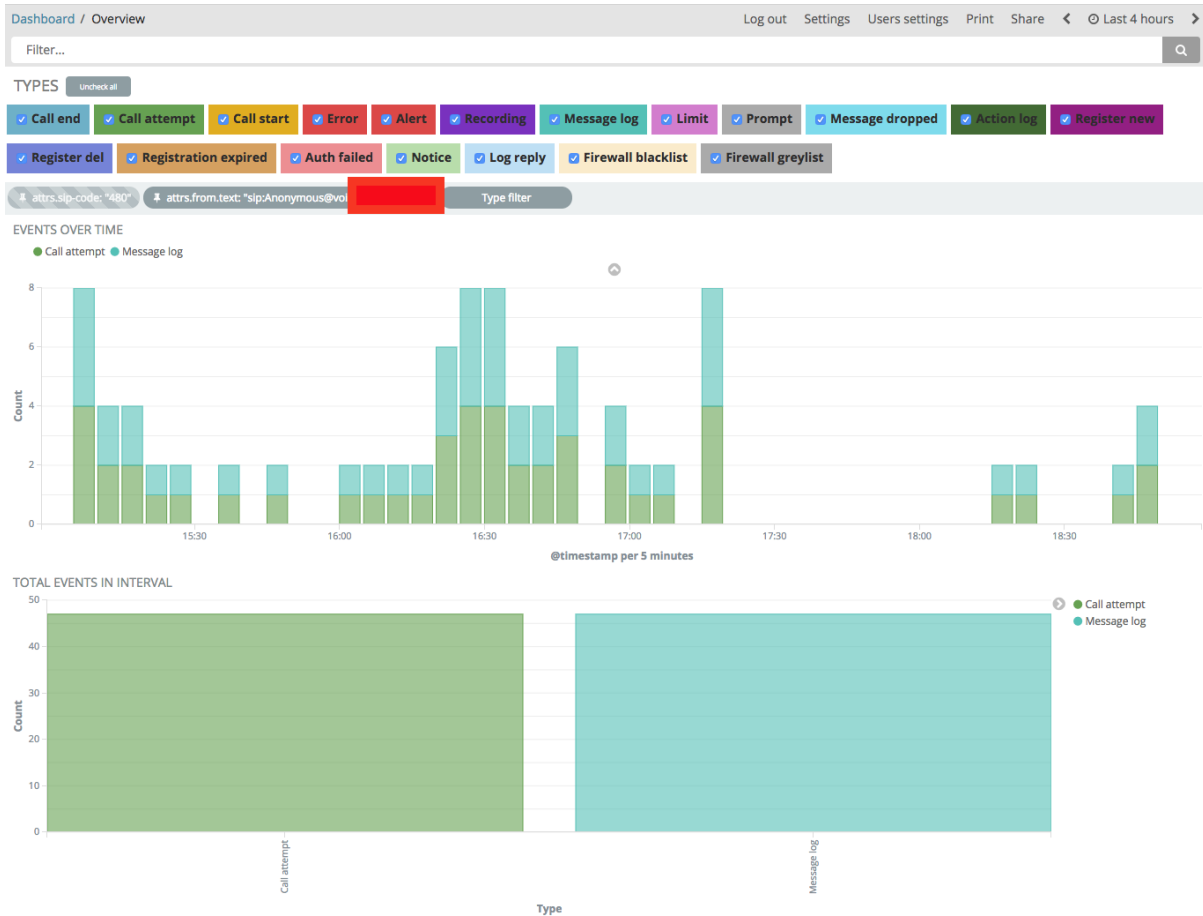 Dashboard / Overview Log out Settings Users settings Print Share Last 4 hours
Filter...
TYPES Uncheck all
Call end Call attempt Call start Error Alert Recording Message log Limit Prompt Message dropped Action log Register new
Register del Registration expired Auth failed Notice Log reply Firewall blacklist Firewall greylist
attrs.sip-code: "480" attrs.from.text: "sip:Anonymous@vol Type filter
EVENTS OVER TIME
Call attempt Message log
8
6
4
2
0
Count
15:30 16:00 16:30 17:00 17:30 18:00 18:30
@timestamp per 5 minutes
TOTAL EVENTS IN INTERVAL
50
40
30
20
10
0
Count
Call attempt
Message log
Call attempt Message log
Type